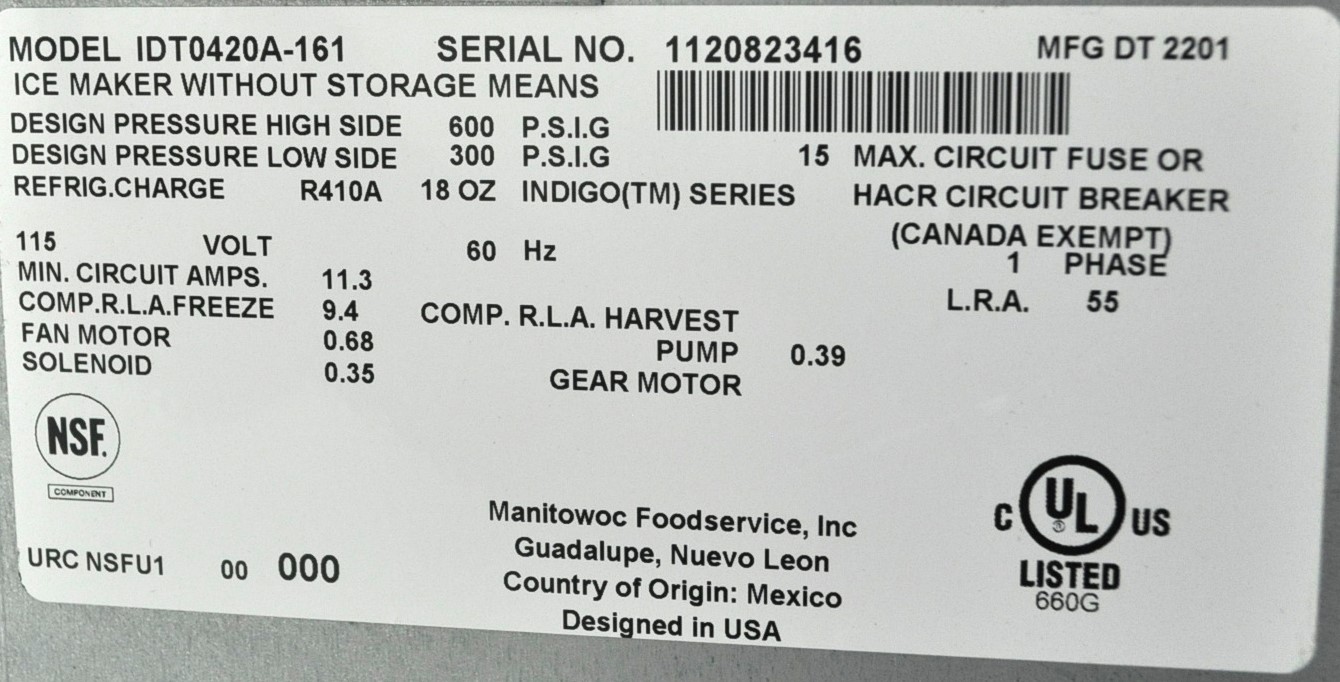 MODEL IDT0420A-161 SERIAL NO. 1120823416 MFG DT 2201
ICE MAKER WITHOUT STORAGE MEANS
DESIGN PRESSURE HIGH SIDE 600 P.S.I.G
DESIGN PRESSURE LOW SIDE 300 P.S.I.G 15 MAX. CIRCUIT FUSE OR
REFRIG.CHARGE R410A 18 OZ INDIGO(TM) SERIES HACR CIRCUIT BREAKER
(CANADA EXEMPT)
115 VOLT 60 Hz 1 PHASE
MIN. CIRCUIT AMPS. 11.3
COMP.R.L.A.FREEZE 9.4 COMP. R.L.A. HARVEST L.R.A. 55
FAN MOTOR 0.68 PUMP 0.39
SOLENOID 0.35 GEAR MOTOR
NSF.
COMPONENT
URC NSFU1 00 000
Manitowoc Foodservice, Inc
Guadalupe, Nuevo Leon
Country of Origin: Mexico
Designed in USA
C UL ® US
LISTED
660G